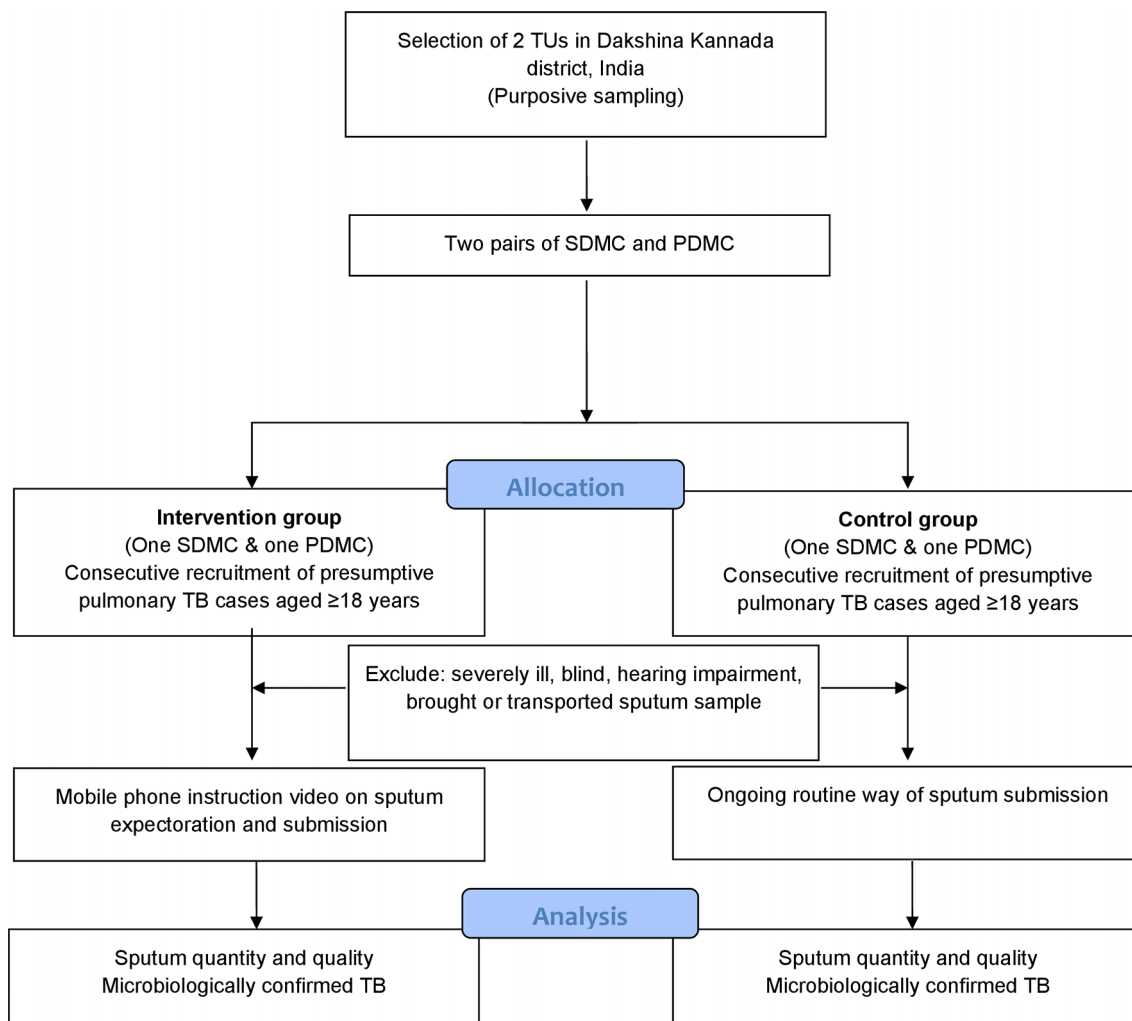 Selection of 2 TUs in Dakshina Kannada
district, India
(Purposive sampling)
Two pairs of SDMC and PDMC
Allocation
Intervention group
(One SDMC & one PDMC)
Consecutive recruitment of presumptive
pulmonary TB cases aged ≥18 years
Control group
(One SDMC & one PDMC)
Consecutive recruitment of presumptive
pulmonary TB cases aged ≥18 years
Exclude: severely ill, blind, hearing impairment,
brought or transported sputum sample
Mobile phone instruction video on sputum
expectoration and submission
Ongoing routine way of sputum submission
Analysis
Sputum quantity and quality
Microbiologically confirmed TB
Sputum quantity and quality
Microbiologically confirmed TB